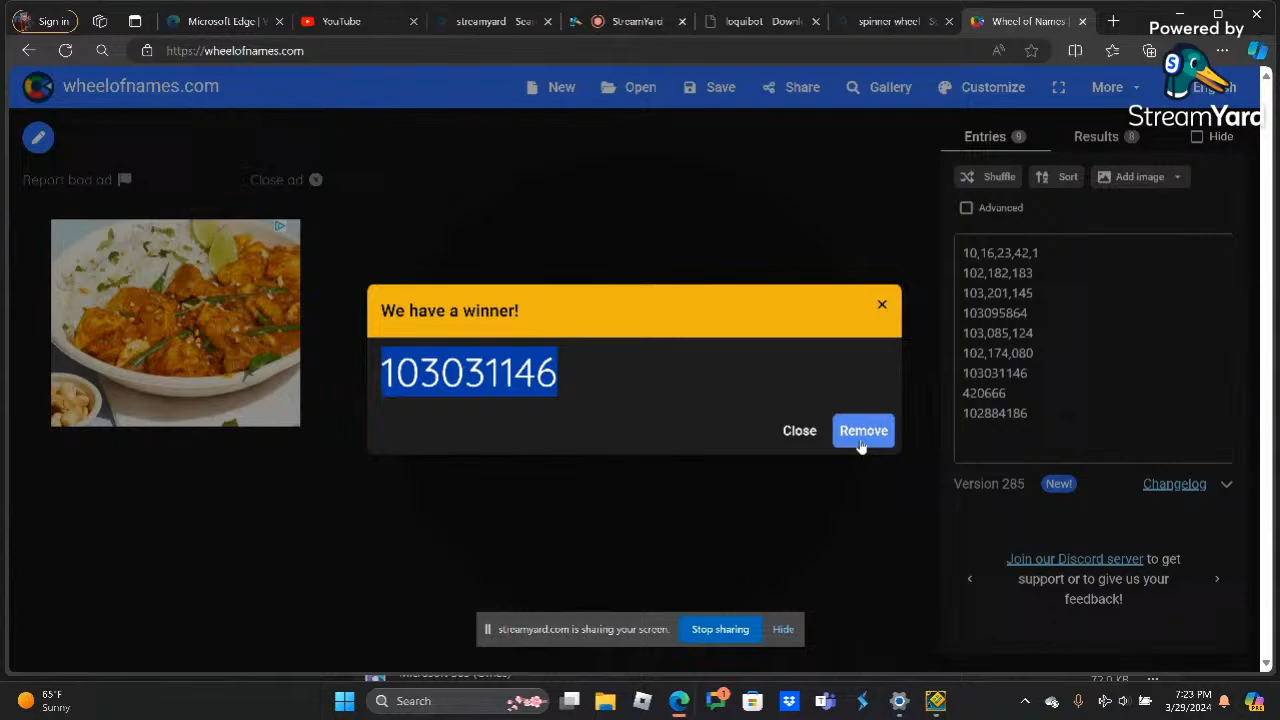 Sign in
Microsoft Edge |
YouTube
streamyard
StreamYard
loquibot
spinner wheel
Wheel of Names |
https://wheelofnames.com
Powered by
StreamYard
wheelofnames.com
New
Open
Save
Share
Gallery
Customize
More
English
Entries 9
Results 8
Hide
Report bad ad
Close ad
Shuffle
Sort
Add image
Advanced
10,16,23,42,1
102,182,183
103,201,145
103095864
103,085,124
102,174,080
103031146
420666
102884186
We have a winner!
103031146
Close
Remove
Version 285
New!
Changelog
Join our Discord server to get
support or to give us your
feedback!
streamyard.com is sharing your screen.
Stop sharing
Hide
65°F
Sunny
Search
7:23 PM
3/29/2024